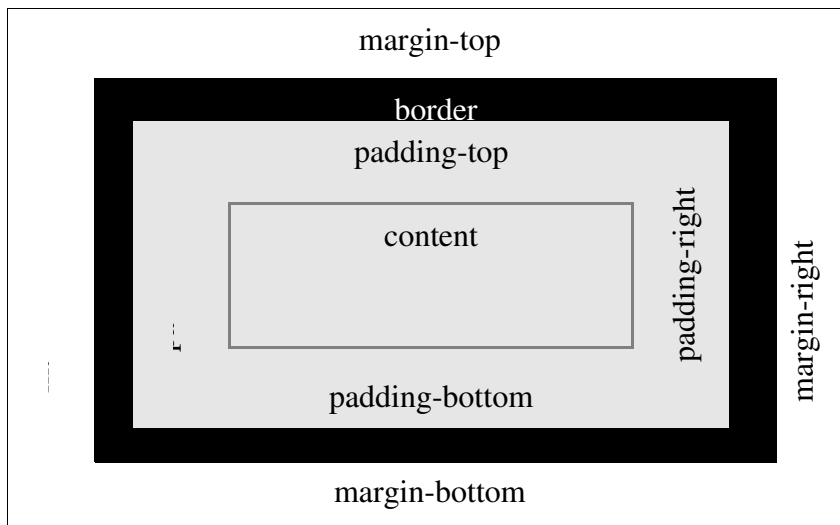 margin-top
border
padding-top
content
padding-right
margin-right
padding-bottom
margin-bottom